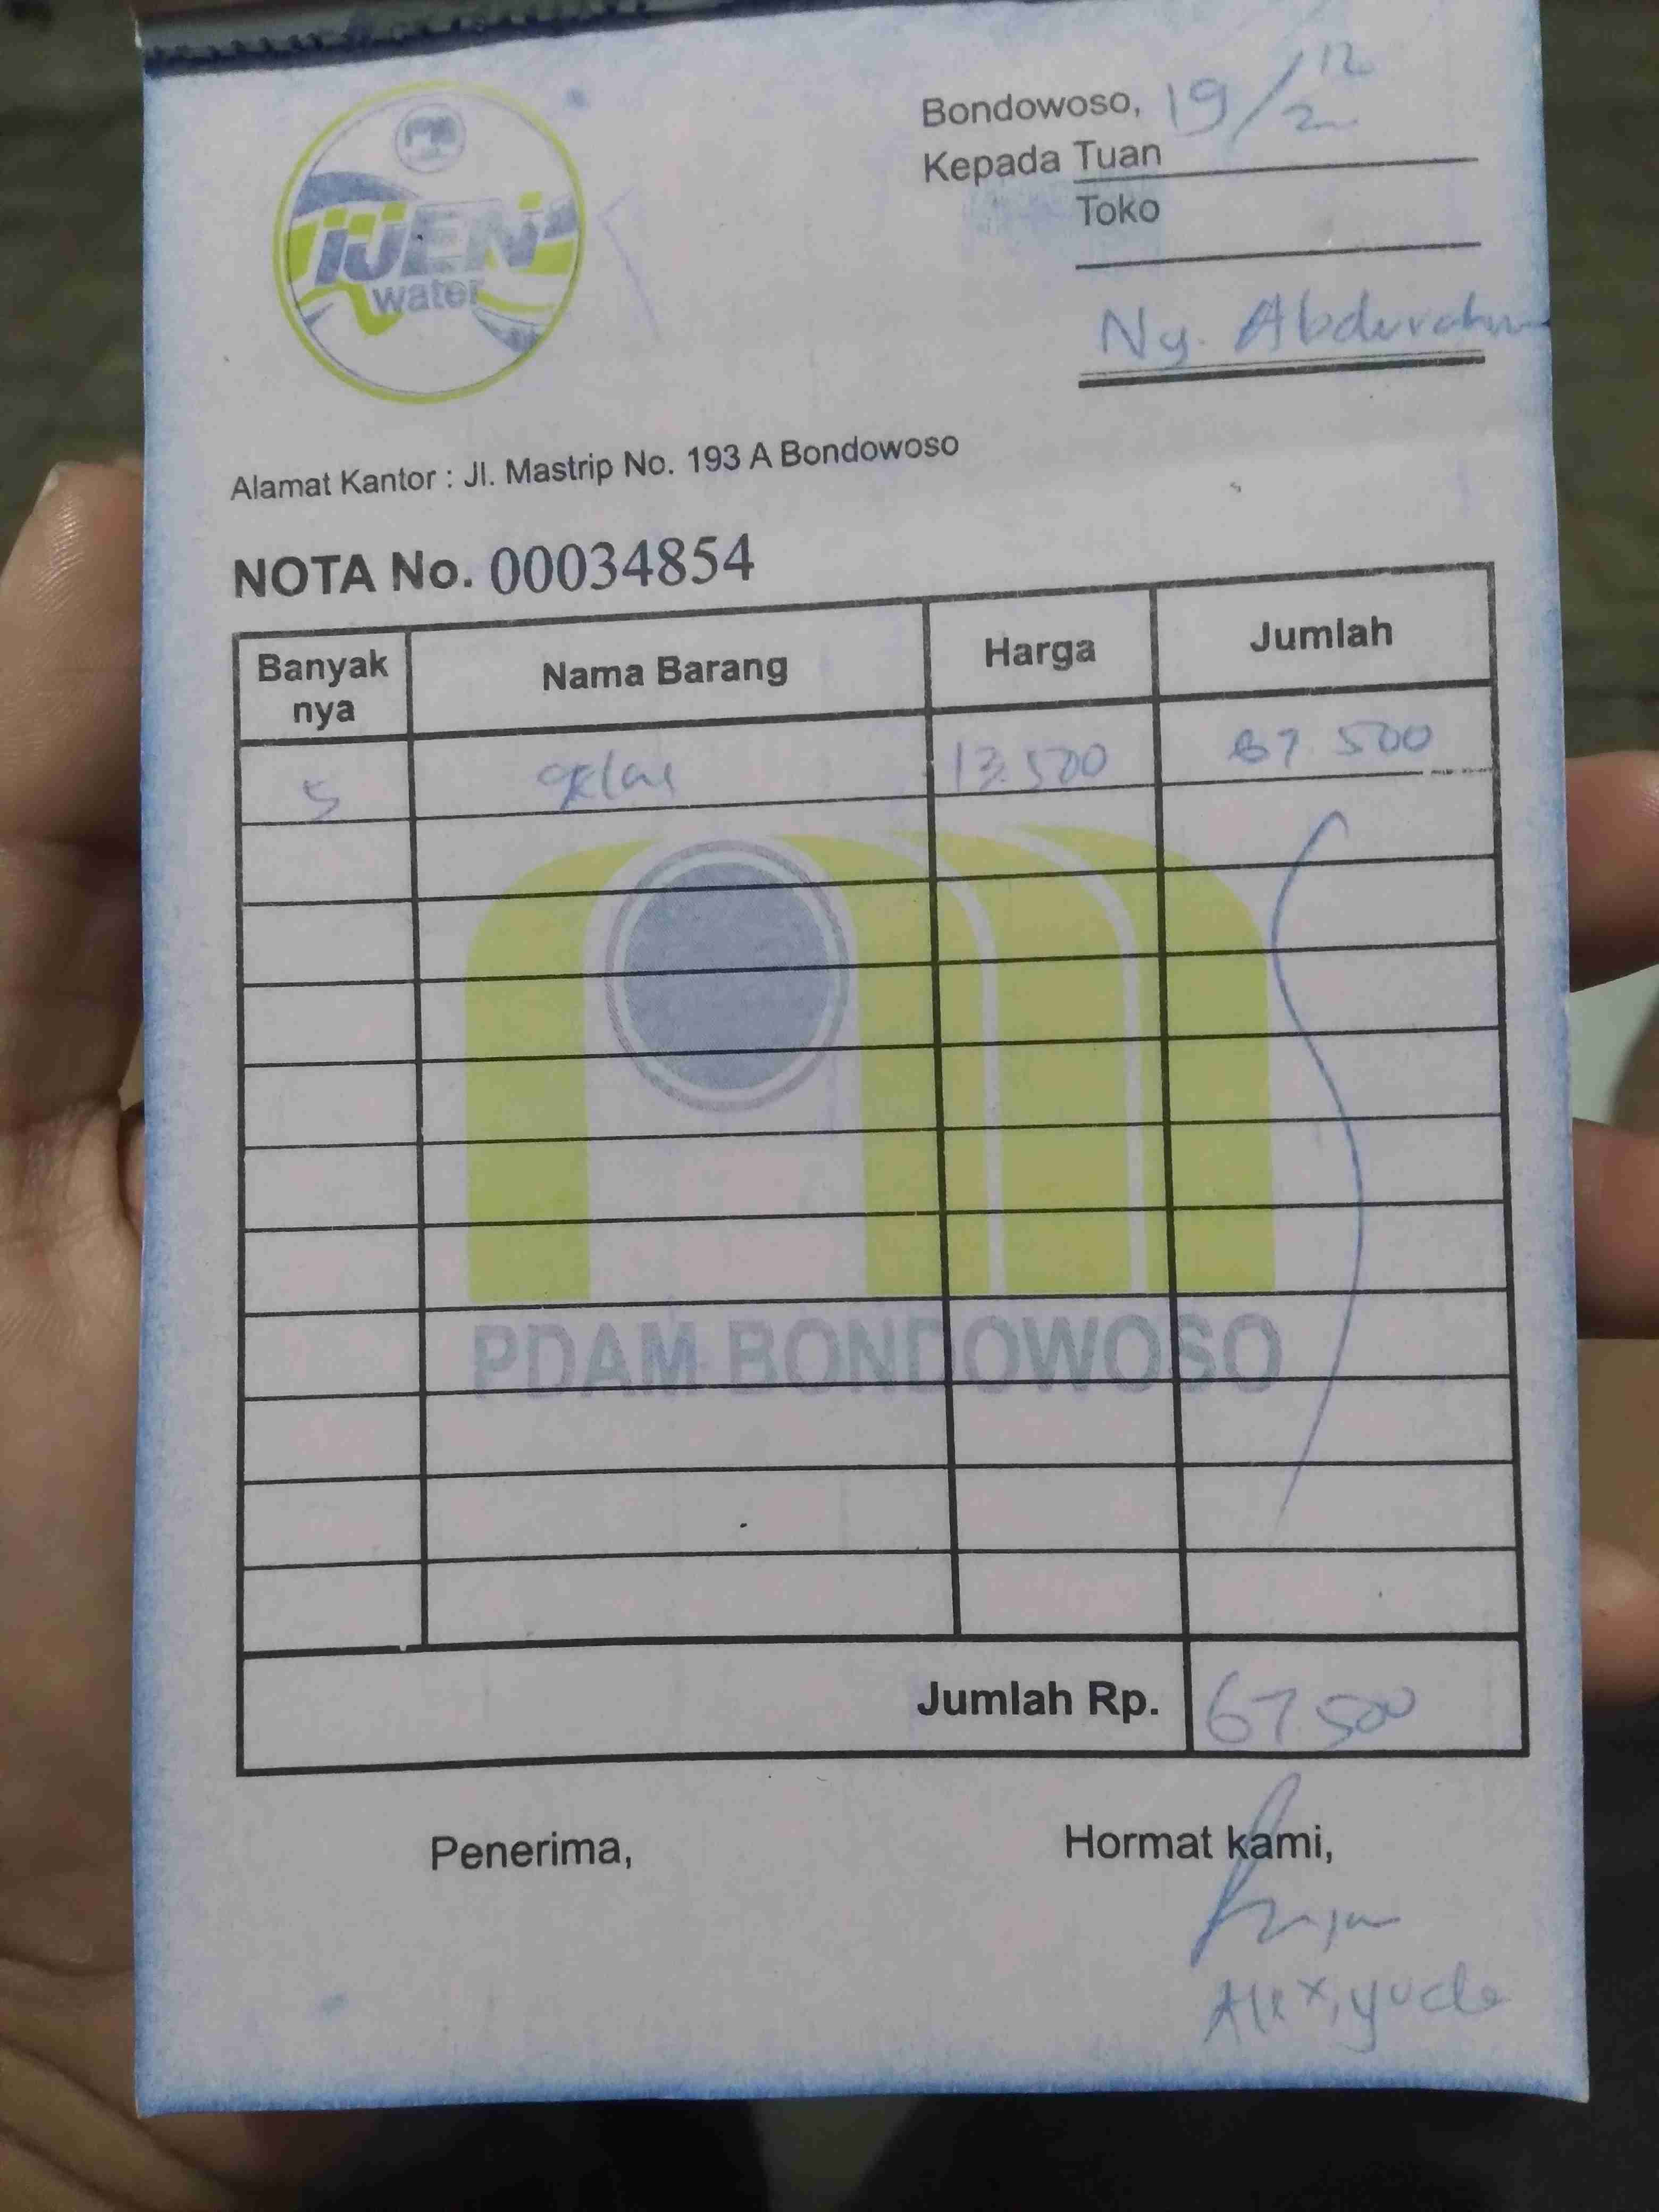 iJEN
water
Bondowoso, 19/12
Kepada Tuan
Toko
Ny. Abdurahm
Alamat Kantor : Jl. Mastrip No. 193 A Bondowoso
NOTA No. 00034854
Banyak nya Nama Barang Harga Jumlah
5 gelas 13.500 67 500
PDAM BONDOWOSO
Jumlah Rp. 67 500
Penerima, Hormat kami,
Alex, yuda